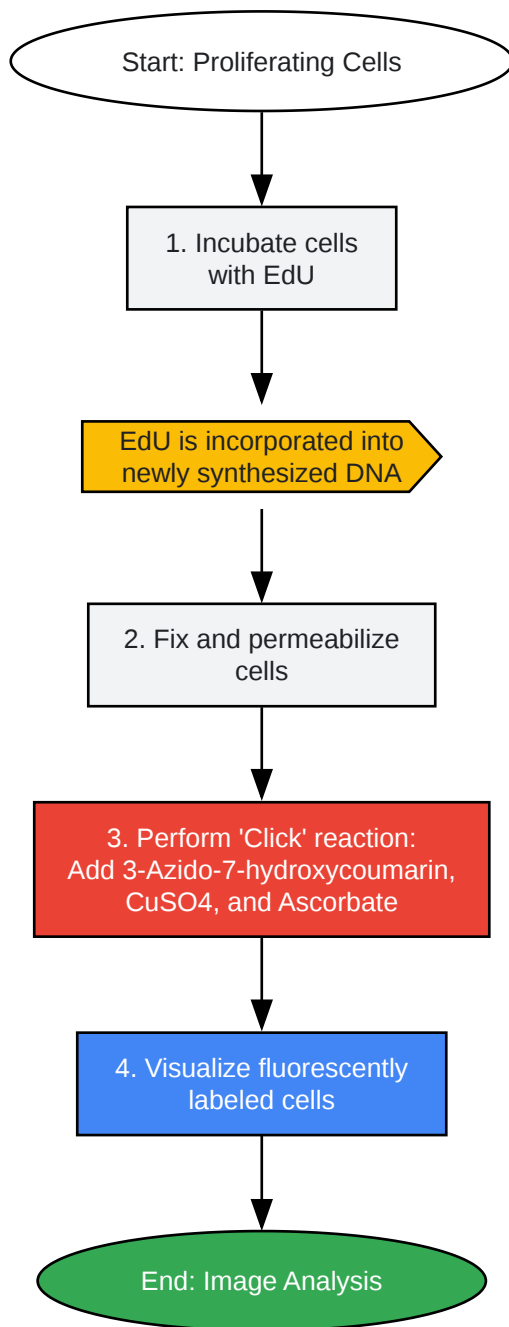 Start: Proliferating Cells
1. Incubate cells
with EdU
EdU is incorporated into
newly synthesized DNA
2. Fix and permeabilize
cells
3. Perform 'Click' reaction:
Add 3-Azido-7-hydroxycoumarin,
CuSO4, and Ascorbate
4. Visualize fluorescently
labeled cells
End: Image Analysis